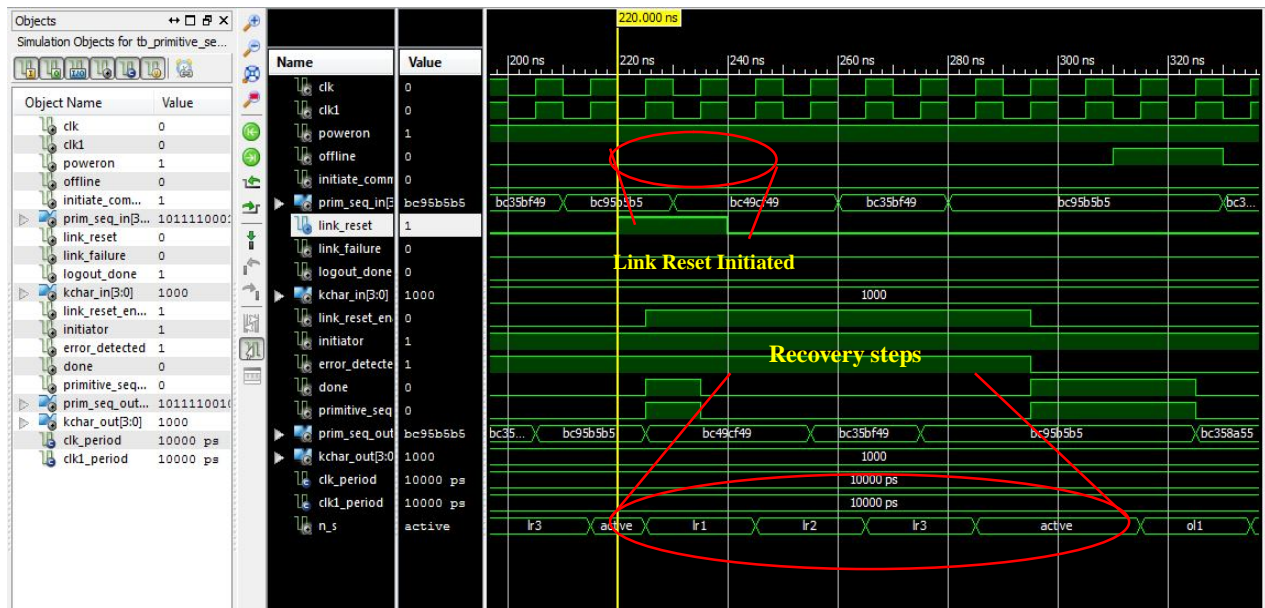 Objects
Simulation Objects for tb_primitive_se...
Object Name Value
clk 0
clk1 0
poweron 1
offline 0
initiate_com... 1
prim_seq_in[3... 101111000:
link_reset 0
link_failure 0
logout_done 1
kchar_in[3:0] 1000
link_reset_en... 1
initiator 1
error_detected 1
done 0
primitive_seq... 0
prim_seq_out... 101111001(
kchar_out[3:0] 1000
clk_period 10000 ps
clk1_period 10000 ps
220.000 ns
Name Value
200 ns 220 ns 240 ns 260 ns 280 ns 300 ns 320 ns
clk 0
clk1 0
poweron 1
offline 0
initiate_comm 0
prim_seq_in[3 bc95b5b5 bc35bf49 bc95b5b5 bc49cf49 bc35bf49 bc95b5b5 bc3...
link_reset 1
link_failure 0
Link Reset Initiated
logout_done 0
kchar_in[3:0] 1000 1000
link_reset_en 0
initiator 1
Recovery steps
error_detecte 1
done 0
primitive_seq 0
prim_seq_out bc95b5b5 bc35... bc95b5b5 bc49cf49 bc35bf49 bc95b5b5 bc358a55
kchar_out[3:0 1000 1000
clk_period 10000 ps 10000 ps
clk1_period 10000 ps 10000 ps
n_s active lr3 active lr1 lr2 lr3 active ol1